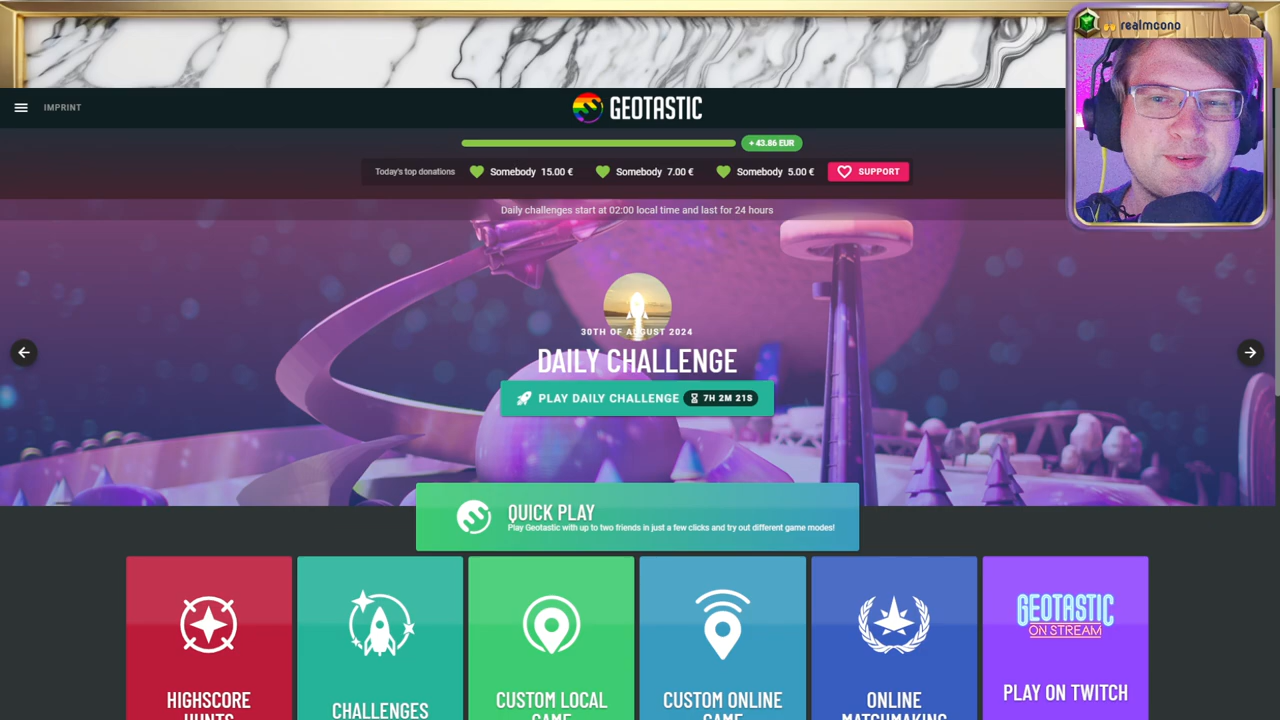 realmcono
IMPRINT
GEOTASTIC
+ 43.86 EUR
Today's top donations
Somebody 15.00 €
Somebody 7.00 €
Somebody 5.00 €
SUPPORT
Daily challenges start at 02:00 local time and last for 24 hours
30TH OF AUGUST 2024
DAILY CHALLENGE
PLAY DAILY CHALLENGE 7H 2M 21S
QUICK PLAY
Play Geotastic with up to two friends in just a few clicks and try out different game modes!
HIGHSCORE
HUNTS
CHALLENGES
CUSTOM LOCAL
GAME
CUSTOM ONLINE
GAME
ONLINE
MATCHMAKING
GEOTASTIC
ON STREAM
PLAY ON TWITCH